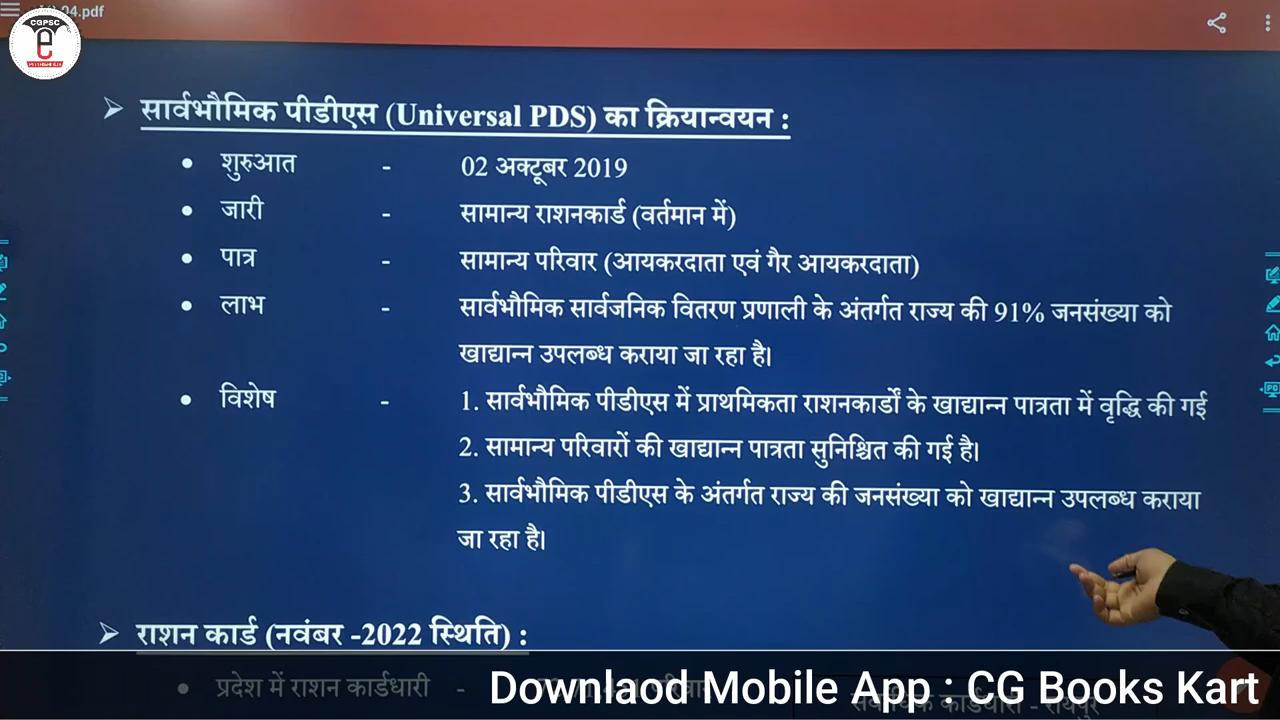 04.pdf
CGPSC
सार्वभौमिक पीडीएस (Universal PDS) का क्रियान्वयन :
शुरुआत - 02 अक्टूबर 2019
जारी - सामान्य राशनकार्ड (वर्तमान में)
पात्र - सामान्य परिवार (आयकरदाता एवं गैर आयकरदाता)
लाभ - सार्वभौमिक सार्वजनिक वितरण प्रणाली के अंतर्गत राज्य की 91% जनसंख्या को
खाद्यान्न उपलब्ध कराया जा रहा है।
विशेष - 1. सार्वभौमिक पीडीएस में प्राथमिकता राशनकार्डों के खाद्यान्न पात्रता में वृद्धि की गई
2. सामान्य परिवारों की खाद्यान्न पात्रता सुनिश्चित की गई है।
3. सार्वभौमिक पीडीएस के अंतर्गत राज्य की जनसंख्या को खाद्यान्न उपलब्ध कराया
जा रहा है।
राशन कार्ड (नवंबर -2022 स्थिति) :
प्रदेश में राशन कार्डधारी -
Downlaod Mobile App : CG Books Kart